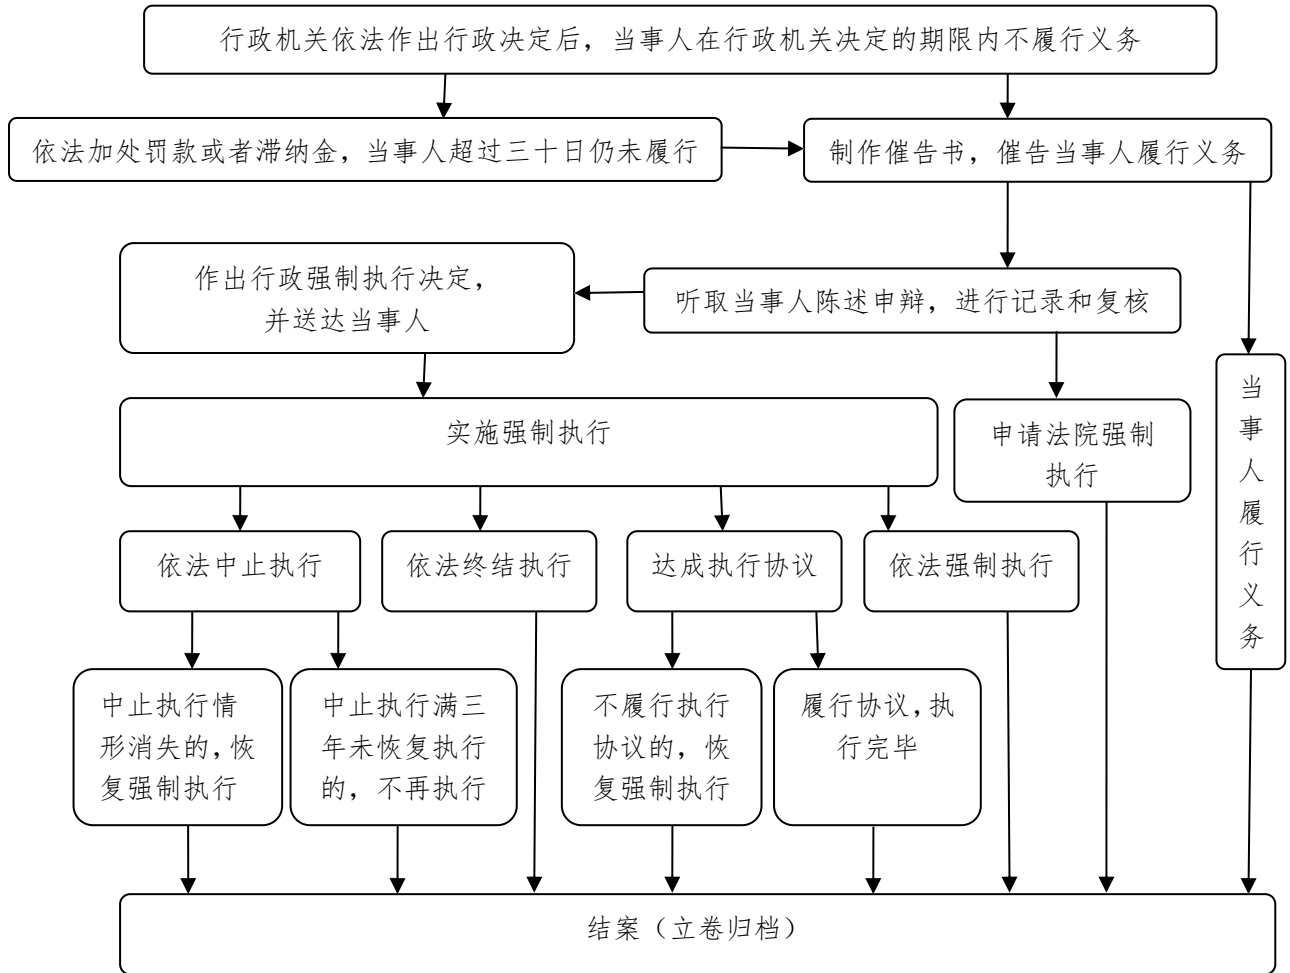 行政机关依法作出行政决定后，当事人在行政机关决定的期限内不履行义务
依法加处罚款或者滞纳金，当事人超过三十日仍未履行
制作催告书，催告当事人履行义务
作出行政强制执行决定，
并送达当事人
听取当事人陈述申辩，进行记录和复核
当
事
人
履
行
义
务
实施强制执行
申请法院强制
执行
依法中止执行
依法终结执行
达成执行协议
依法强制执行
中止执行情
形消失的，恢
复强制执行
中止执行满三
年未恢复执行
的，不再执行
不履行执行
协议的，恢
复强制执行
履行协议，执
行完毕
结案（立卷归档）